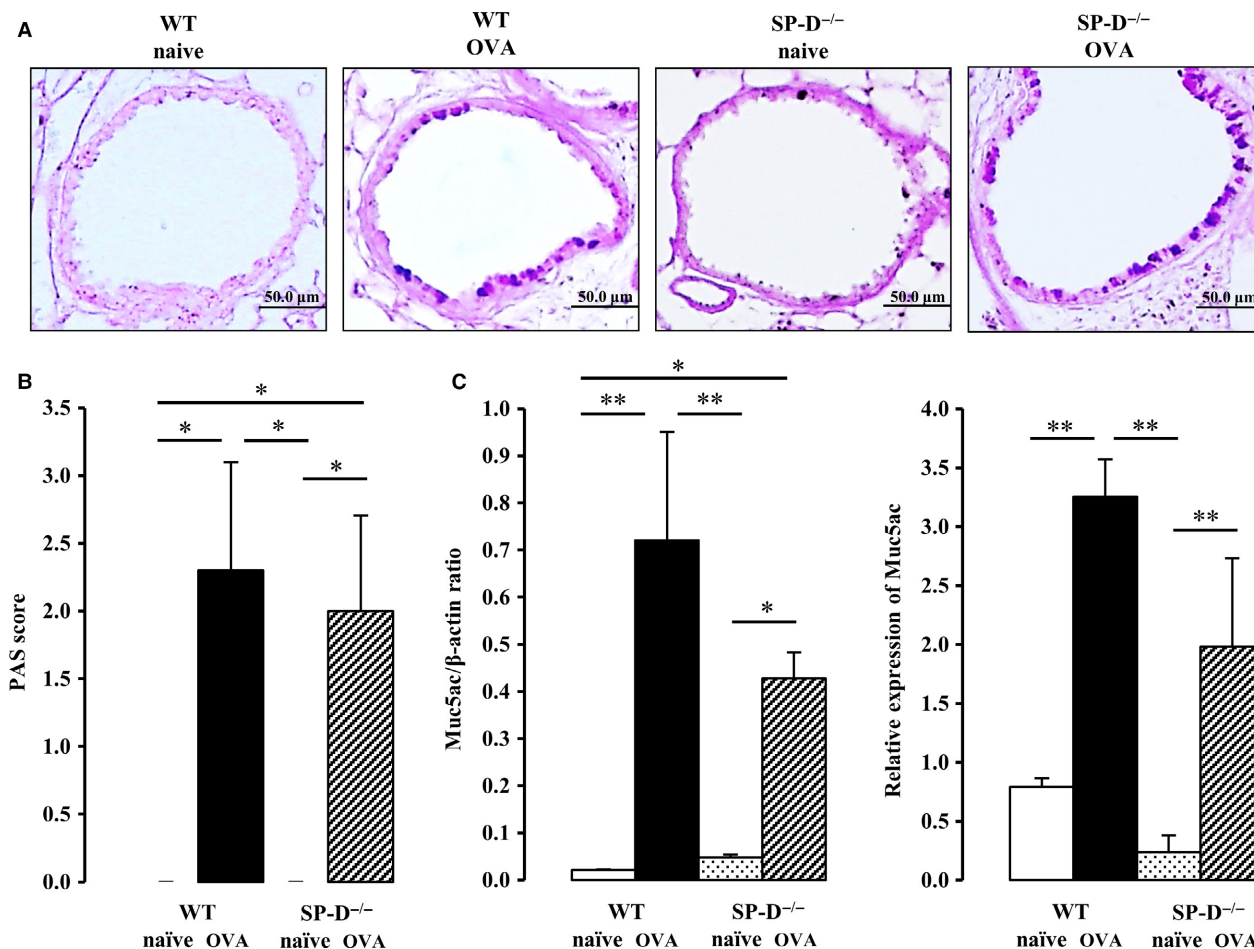 A
WT
naive
WT
OVA
SP-D⁻/⁻
naive
SP-D⁻/⁻
OVA
50.0 µm
50.0 µm
50.0 µm
50.0 µm
B
*
*
*
*
3.5
3.0
2.5
2.0
1.5
1.0
0.5
0.0
PAS score
WT
SP-D⁻/⁻
naïve OVA
naïve OVA
C
*
**
**
*
1.0
0.9
0.8
0.7
0.6
0.5
0.4
0.3
0.2
0.1
0.0
Muc5ac/β-actin ratio
WT
SP-D⁻/⁻
naïve OVA
naïve OVA
**
**
**
4.0
3.5
3.0
2.5
2.0
1.5
1.0
0.5
0.0
Relative expression of Muc5ac
WT
SP-D⁻/⁻
naïve OVA
naïve OVA